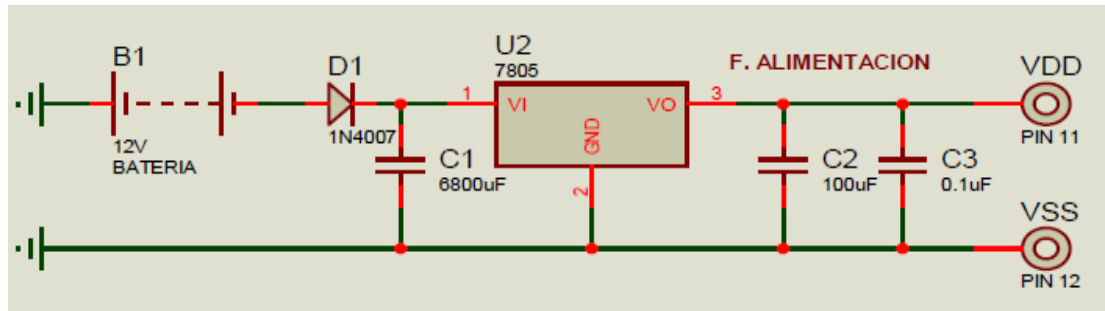 B1
12V
BATERIA
D1
1N4007
C1
6800uF
U2
7805
1
VI
VO
3
GND
2
F. ALIMENTACION
C2
100uF
C3
0.1uF
VDD
PIN 11
VSS
PIN 12